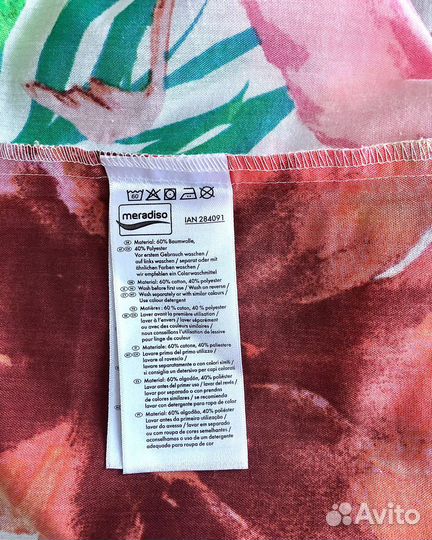 60
meradiso
IAN 284091
Material: 60% Baumwolle,
40% Polyester
Vor erstem Gebrauch waschen /
auf links waschen / separat oder mit
ähnlichen Farben waschen /
wir empfehlen ein Colorwaschmittel
Material: 60% cotton, 40% polyester
Wash before first use / Wash on reverse /
Wash separately or with similar colours /
Use colour detergent
Matières : 60% coton, 40 % polyester
Laver avant la première utilisation /
laver à l'envers / laver séparément
ou avec des couleurs similaires /
nous conseillons l'utilisation de lessive
pour linge de couleur
Materiale: 60% cotone, 40% poliestere
Lavare prima del primo utilizzo /
lavare al rovescio /
lavare separatamente o con colori simili /
si consiglia un detersivo per capi colorati
Material: 60% algodón, 40% poliéster
Lavar antes del primer uso / lavar del revés /
lavar por separado o con prendas
de colores similares / se recomienda
lavar con detergente para ropa de color
Material: 60% algodão, 40% poliéster
Lavar antes da primeira utilização /
lavar do avesso / lavar em separado
ou com roupa de cores semelhantes /
aconselhamos o uso de um detergente
adequado para roupa de cor
Avito